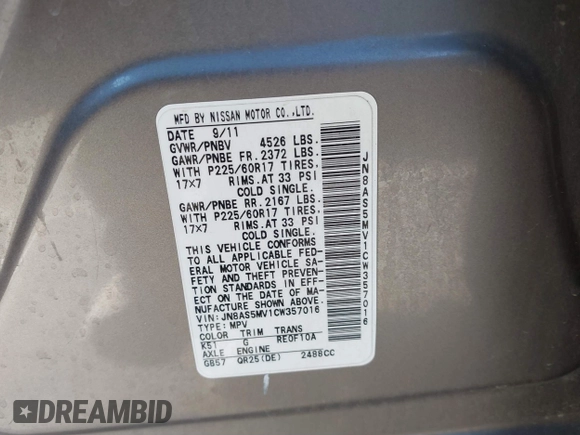 MFD BY NISSAN MOTOR CO.,LTD.
DATE 9/11
GVWR/PNBV 4526 LBS.
GAWR/PNBE FR. 2372 LBS.
WITH P225/60R17 TIRES,
17x7 RIMS.AT 33 PSI
COLD SINGLE.
GAWR/PNBE RR. 2167 LBS.
WITH P225/60R17 TIRES,
17x7 RIMS.AT 33 PSI
COLD SINGLE.
THIS VEHICLE CONFORMS
TO ALL APPLICABLE FED-
ERAL MOTOR VEHICLE SA-
FETY AND THEFT PREVEN-
TION STANDARDS IN EFF-
ECT ON THE DATE OF MA-
NUFACTURE SHOWN ABOVE.
VIN: JN8AS5MV1CW357016
TYPE: MPV
COLOR TRIM TRANS
K51 G RE0F10A
AXLE ENGINE
GB57 QR25(DE) 2488CC
JN8AS5MV1CW357016
DREAMBID